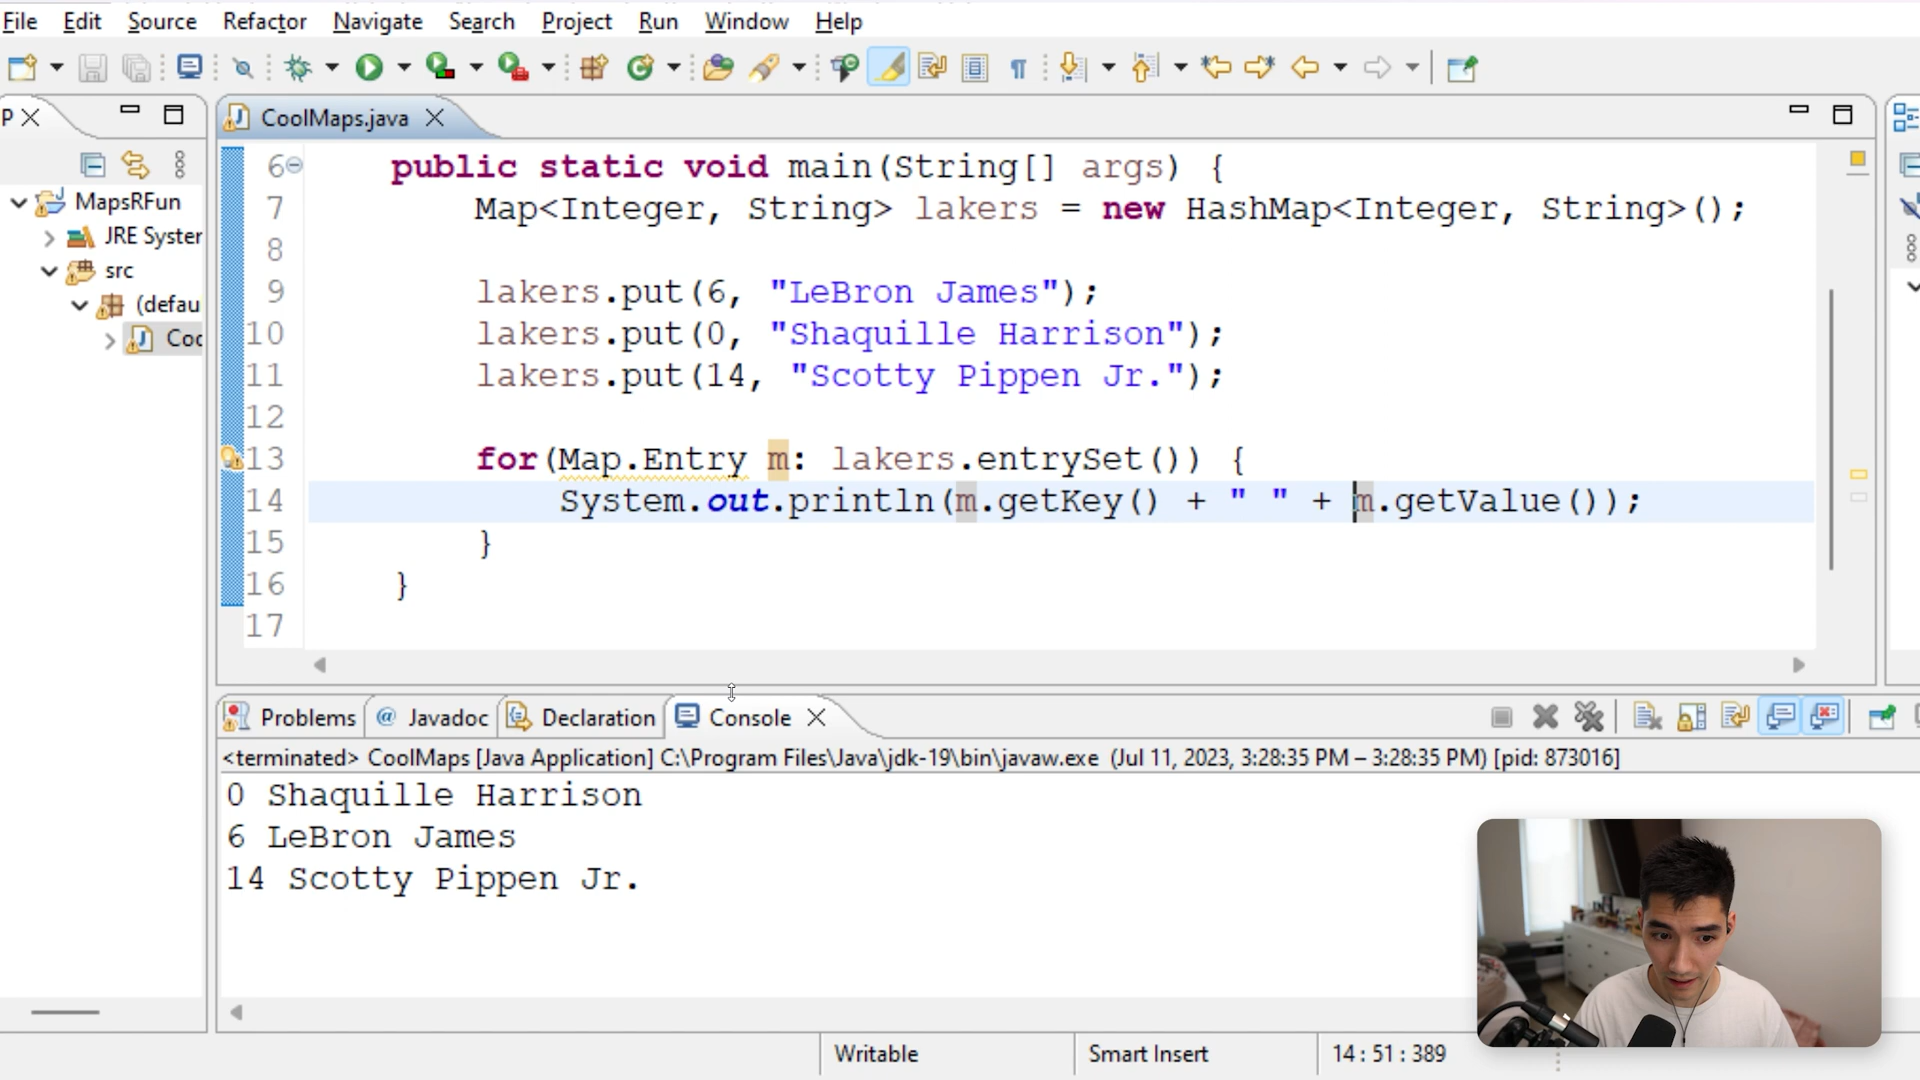 File Edit Source Refactor Navigate Search Project Run Window Help
P
CoolMaps.java
MapsRFun
JRE Syster
src
(defau
Coo
6 public static void main(String[] args) {
7 Map<Integer, String> lakers = new HashMap<Integer, String>();
8
9 lakers.put(6, "LeBron James");
10 lakers.put(0, "Shaquille Harrison");
11 lakers.put(14, "Scotty Pippen Jr.");
12
13 for(Map.Entry m: lakers.entrySet()) {
14 System.out.println(m.getKey() + " " + m.getValue());
15 }
16 }
17
Problems @ Javadoc Declaration Console
<terminated> CoolMaps [Java Application] C:\Program Files\Java\jdk-19\bin\javaw.exe (Jul 11, 2023, 3:28:35 PM – 3:28:35 PM) [pid: 873016]
0 Shaquille Harrison
6 LeBron James
14 Scotty Pippen Jr.
Writable Smart Insert 14 : 51 : 389